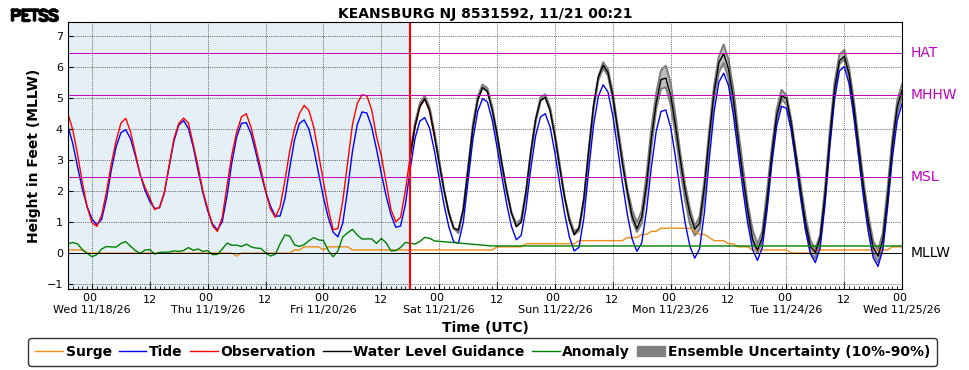 PETSS
KEANSBURG NJ 8531592, 11/21 00:21
Height in Feet (MLLW)
7
6
5
4
3
2
1
0
−1
HAT
MHHW
MSL
MLLW
00 12 00 12 00 12 00 12 00 12 00 12 00 12 00
Wed 11/18/26 Thu 11/19/26 Fri 11/20/26 Sat 11/21/26 Sun 11/22/26 Mon 11/23/26 Tue 11/24/26 Wed 11/25/26
Time (UTC)
Surge Tide Observation Water Level Guidance Anomaly Ensemble Uncertainty (10%-90%)